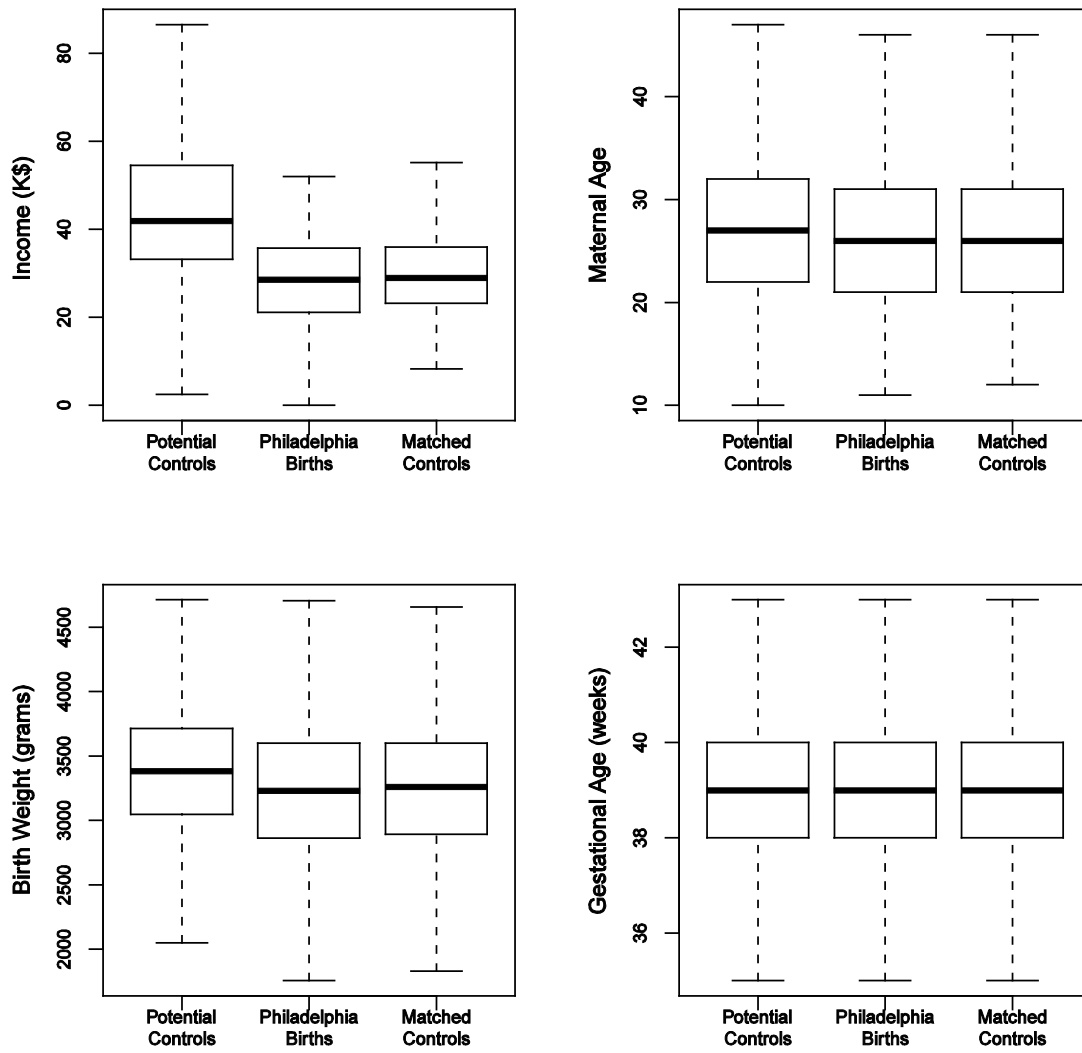 Income (K$)
80
60
40
20
0
Potential Controls
Philadelphia Births
Matched Controls
Maternal Age
40
30
20
10
Potential Controls
Philadelphia Births
Matched Controls
Birth Weight (grams)
4500
4000
3500
3000
2500
2000
Potential Controls
Philadelphia Births
Matched Controls
Gestational Age (weeks)
42
40
38
36
Potential Controls
Philadelphia Births
Matched Controls